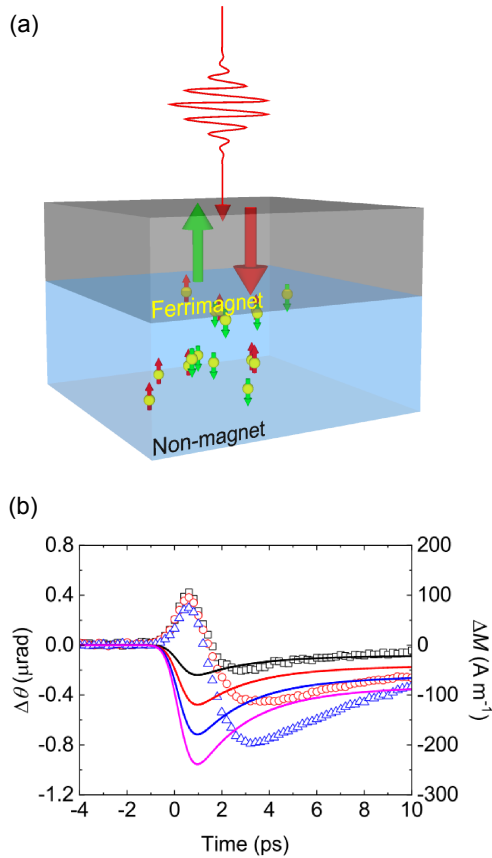 (a)
Ferrimagnet
Non-magnet
(b)
0.8
0.4
0.0
-0.4
-0.8
-1.2
Δθ (μrad)
200
100
0
-100
-200
-300
ΔM (A m⁻¹)
-4 -2 0 2 4 6 8 10
Time (ps)